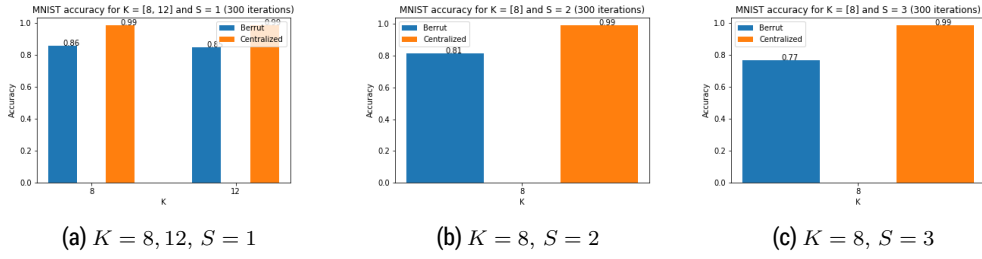 MNIST accuracy for K = [8, 12] and S = 1 (300 iterations)
1.0
0.8
0.6
0.4
0.2
0.0
Accuracy
0.86
0.99
0.8
Berrut
Centralized
8
12
K
(a) K = 8, 12, S = 1
MNIST accuracy for K = [8] and S = 2 (300 iterations)
1.0
0.8
0.6
0.4
0.2
0.0
Accuracy
Berrut
Centralized
0.81
0.99
8
K
(b) K = 8, S = 2
MNIST accuracy for K = [8] and S = 3 (300 iterations)
1.0
0.8
0.6
0.4
0.2
0.0
Accuracy
Berrut
Centralized
0.77
0.99
8
K
(c) K = 8, S = 3